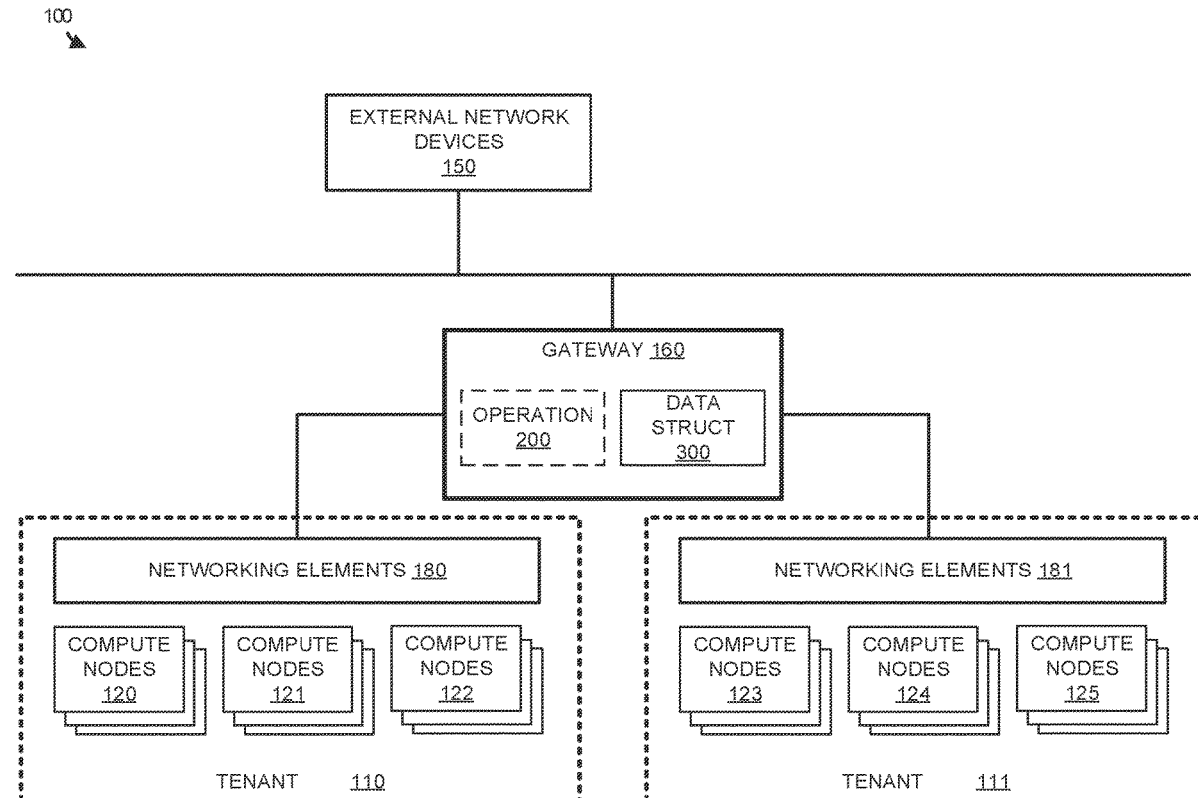 100
EXTERNAL NETWORK
DEVICES
150
GATEWAY 160
OPERATION
200
DATA
STRUCT
300
NETWORKING ELEMENTS 180
NETWORKING ELEMENTS 181
COMPUTE
NODES
120
COMPUTE
NODES
121
COMPUTE
NODES
122
COMPUTE
NODES
123
COMPUTE
NODES
124
COMPUTE
NODES
125
TENANT 110
TENANT 111